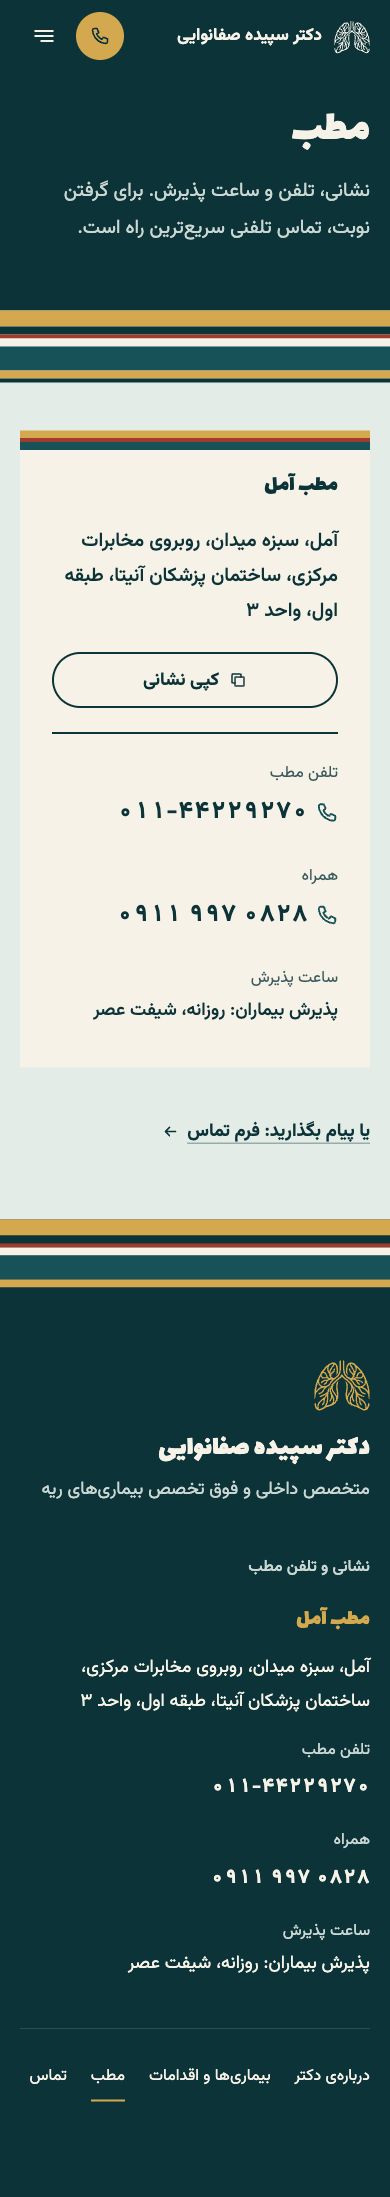 دکتر سپیده صفانوایی
مطب
نشانی، تلفن و ساعت پذیرش. برای گرفتن
نوبت، تماس تلفنی سریع‌ترین راه است.
مطب آمل
آمل، سبزه میدان، روبروی مخابرات
مرکزی، ساختمان پزشکان آنیتا، طبقه
اول، واحد ۳
کپی نشانی
تلفن مطب
۰۱۱-۴۴۲۲۹۲۷۰
همراه
۰۹۱۱ ۹۹۷ ۰۸۲۸
ساعت پذیرش
پذیرش بیماران: روزانه، شیفت عصر
یا پیام بگذارید: فرم تماس ←
دکتر سپیده صفانوایی
متخصص داخلی و فوق تخصص بیماری‌های ریه
نشانی و تلفن مطب
مطب آمل
آمل، سبزه میدان، روبروی مخابرات مرکزی،
ساختمان پزشکان آنیتا، طبقه اول، واحد ۳
تلفن مطب
۰۱۱-۴۴۲۲۹۲۷۰
همراه
۰۹۱۱ ۹۹۷ ۰۸۲۸
ساعت پذیرش
پذیرش بیماران: روزانه، شیفت عصر
درباره‌ی دکتر بیماری‌ها و اقدامات مطب تماس